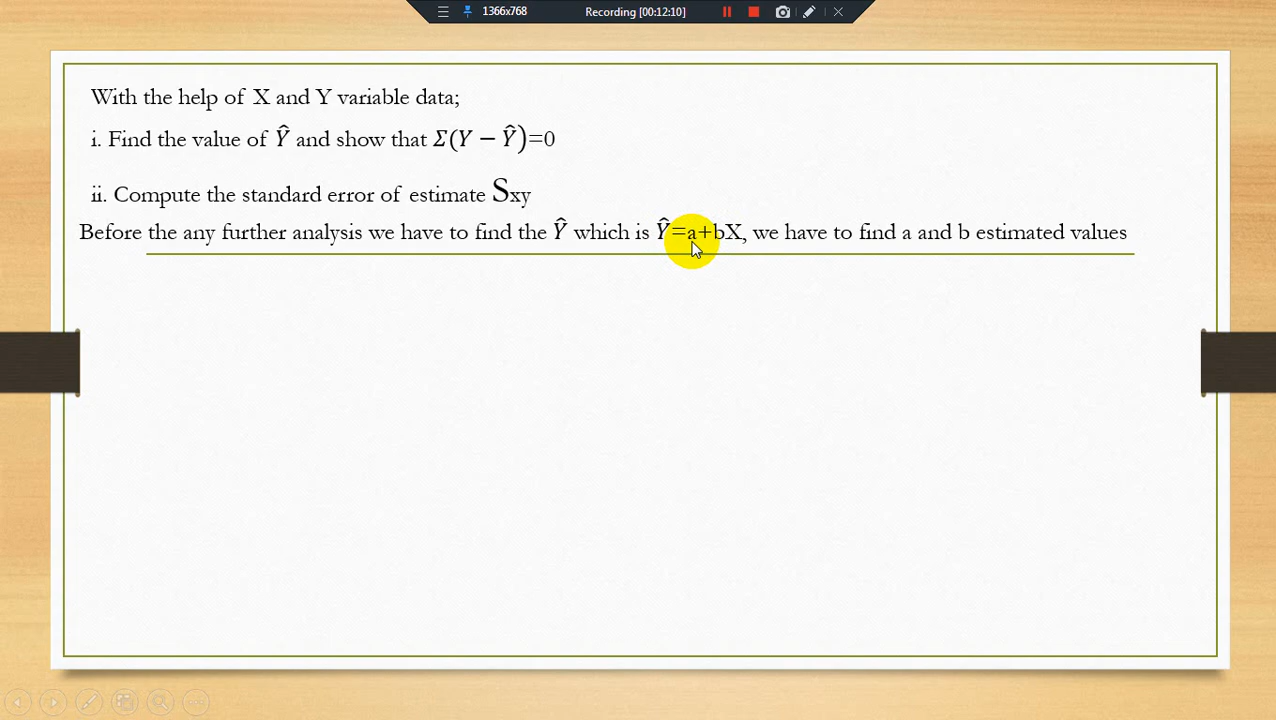 1366x768 Recording [00:12:10]
With the help of X and Y variable data;
i. Find the value of Ŷ and show that Σ(Y − Ŷ)=0
ii. Compute the standard error of estimate Sxy
Before the any further analysis we have to find the Ŷ which is Ŷ=a+bX, we have to find a and b estimated values